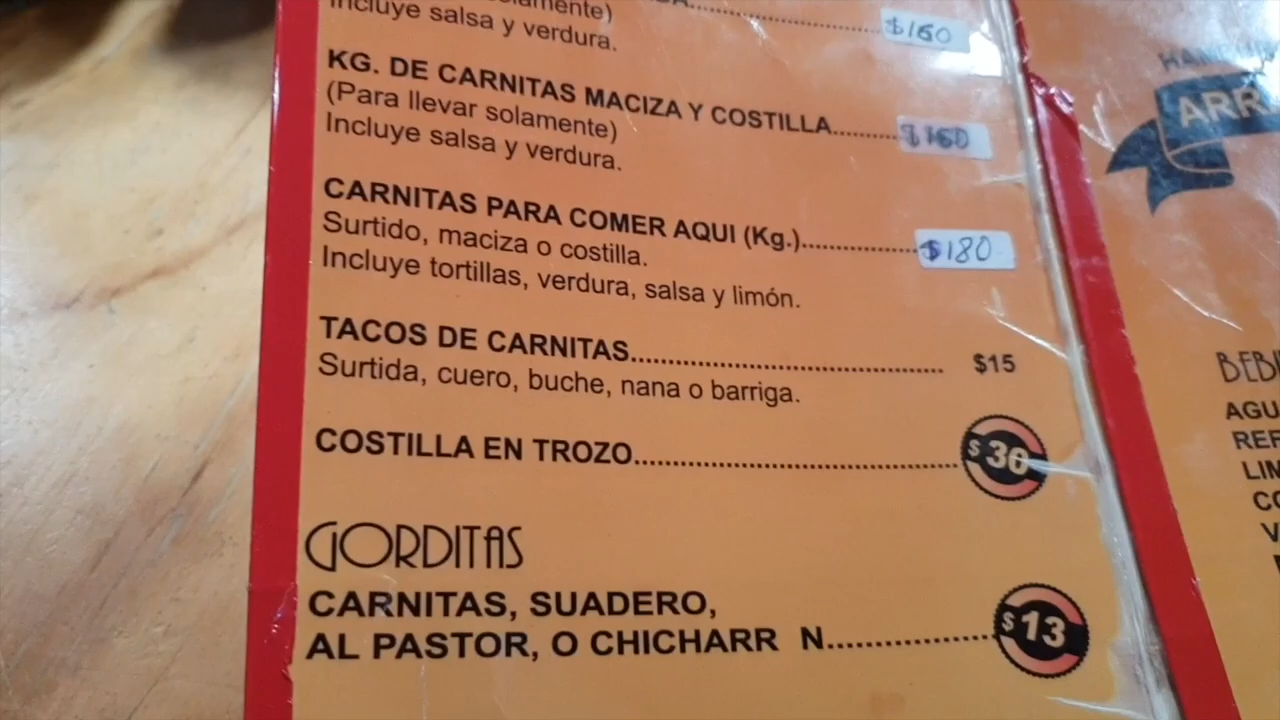 Incluye salsa y verdura.
$160
KG. DE CARNITAS MACIZA Y COSTILLA..........$160
(Para llevar solamente)
Incluye salsa y verdura.
CARNITAS PARA COMER AQUI (Kg.)..................$180
Surtido, maciza o costilla.
Incluye tortillas, verdura, salsa y limón.
TACOS DE CARNITAS.................................................. $15
Surtida, cuero, buche, nana o barriga.
COSTILLA EN TROZO....................................................$30
GORDITAS
CARNITAS, SUADERO,
AL PASTOR, O CHICHARR N.........................$13